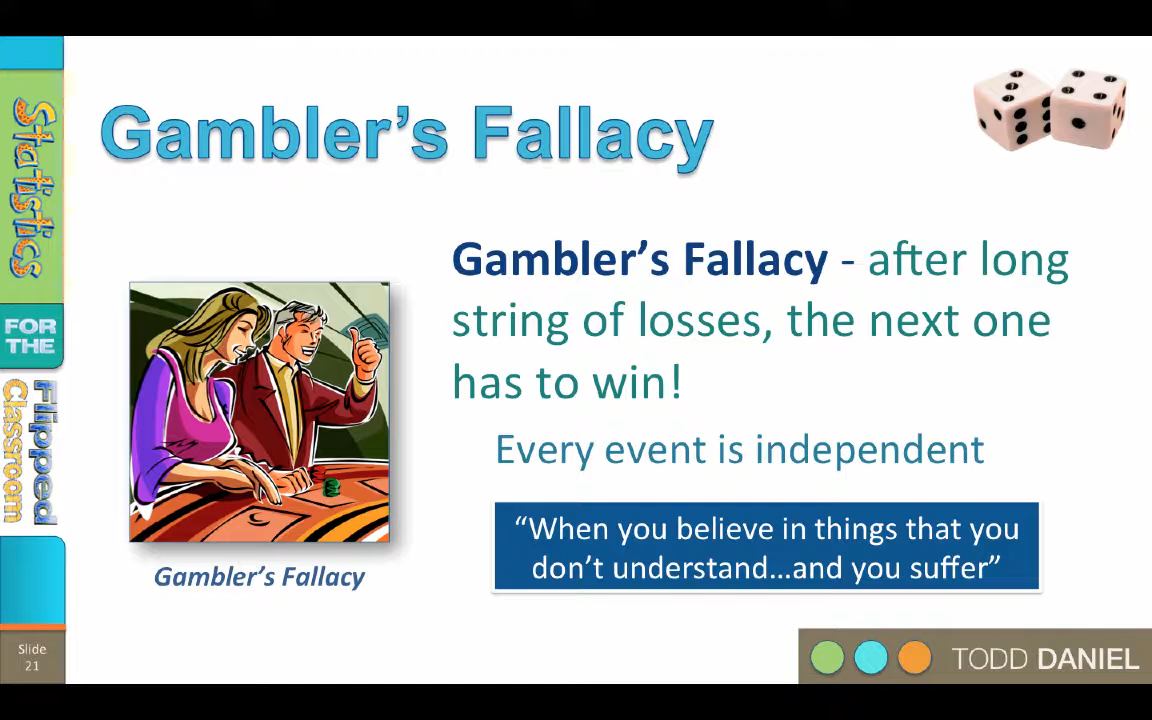 Gambler's Fallacy
Gambler's Fallacy - after long
string of losses, the next one
has to win!
Every event is independent
“When you believe in things that you
don't understand...and you suffer”
Gambler's Fallacy
Statistics
FOR
THE
Flipped
Classroom
Slide
21
TODD DANIEL